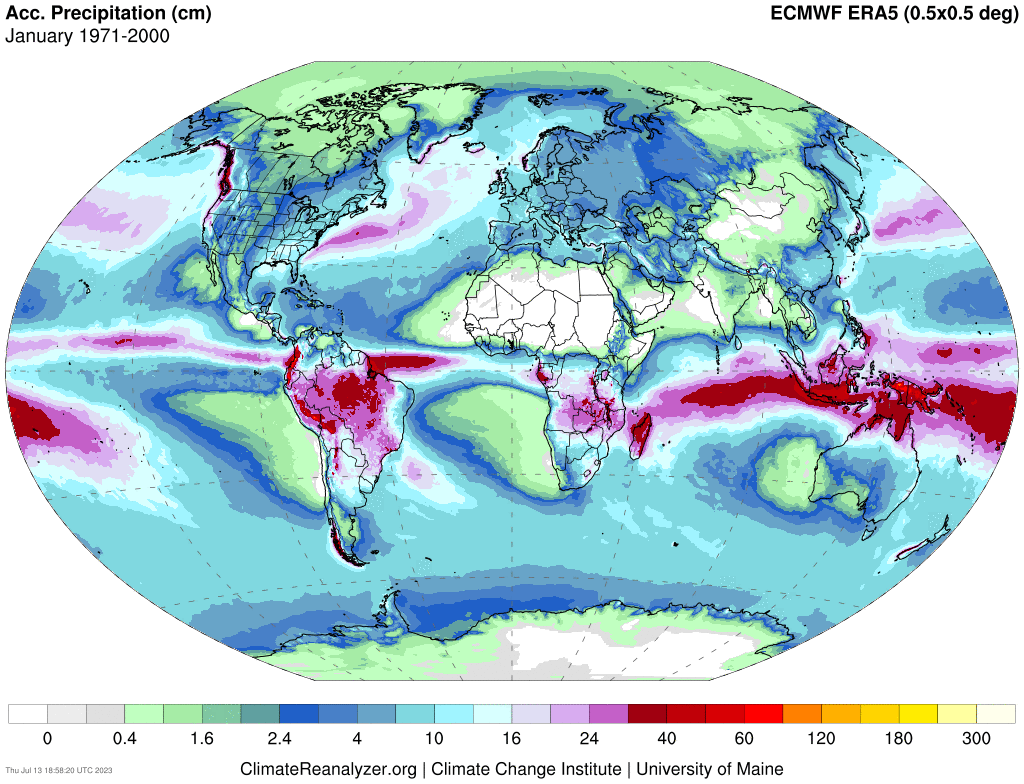 Acc. Precipitation (cm)
ECMWF ERA5 (0.5x0.5 deg)
January 1971-2000
0 0.4 1.6 2.4 4 10 16 24 40 60 120 180 300
Thu Jul 13 18:58:20 UTC 2023
ClimateReanalyzer.org | Climate Change Institute | University of Maine